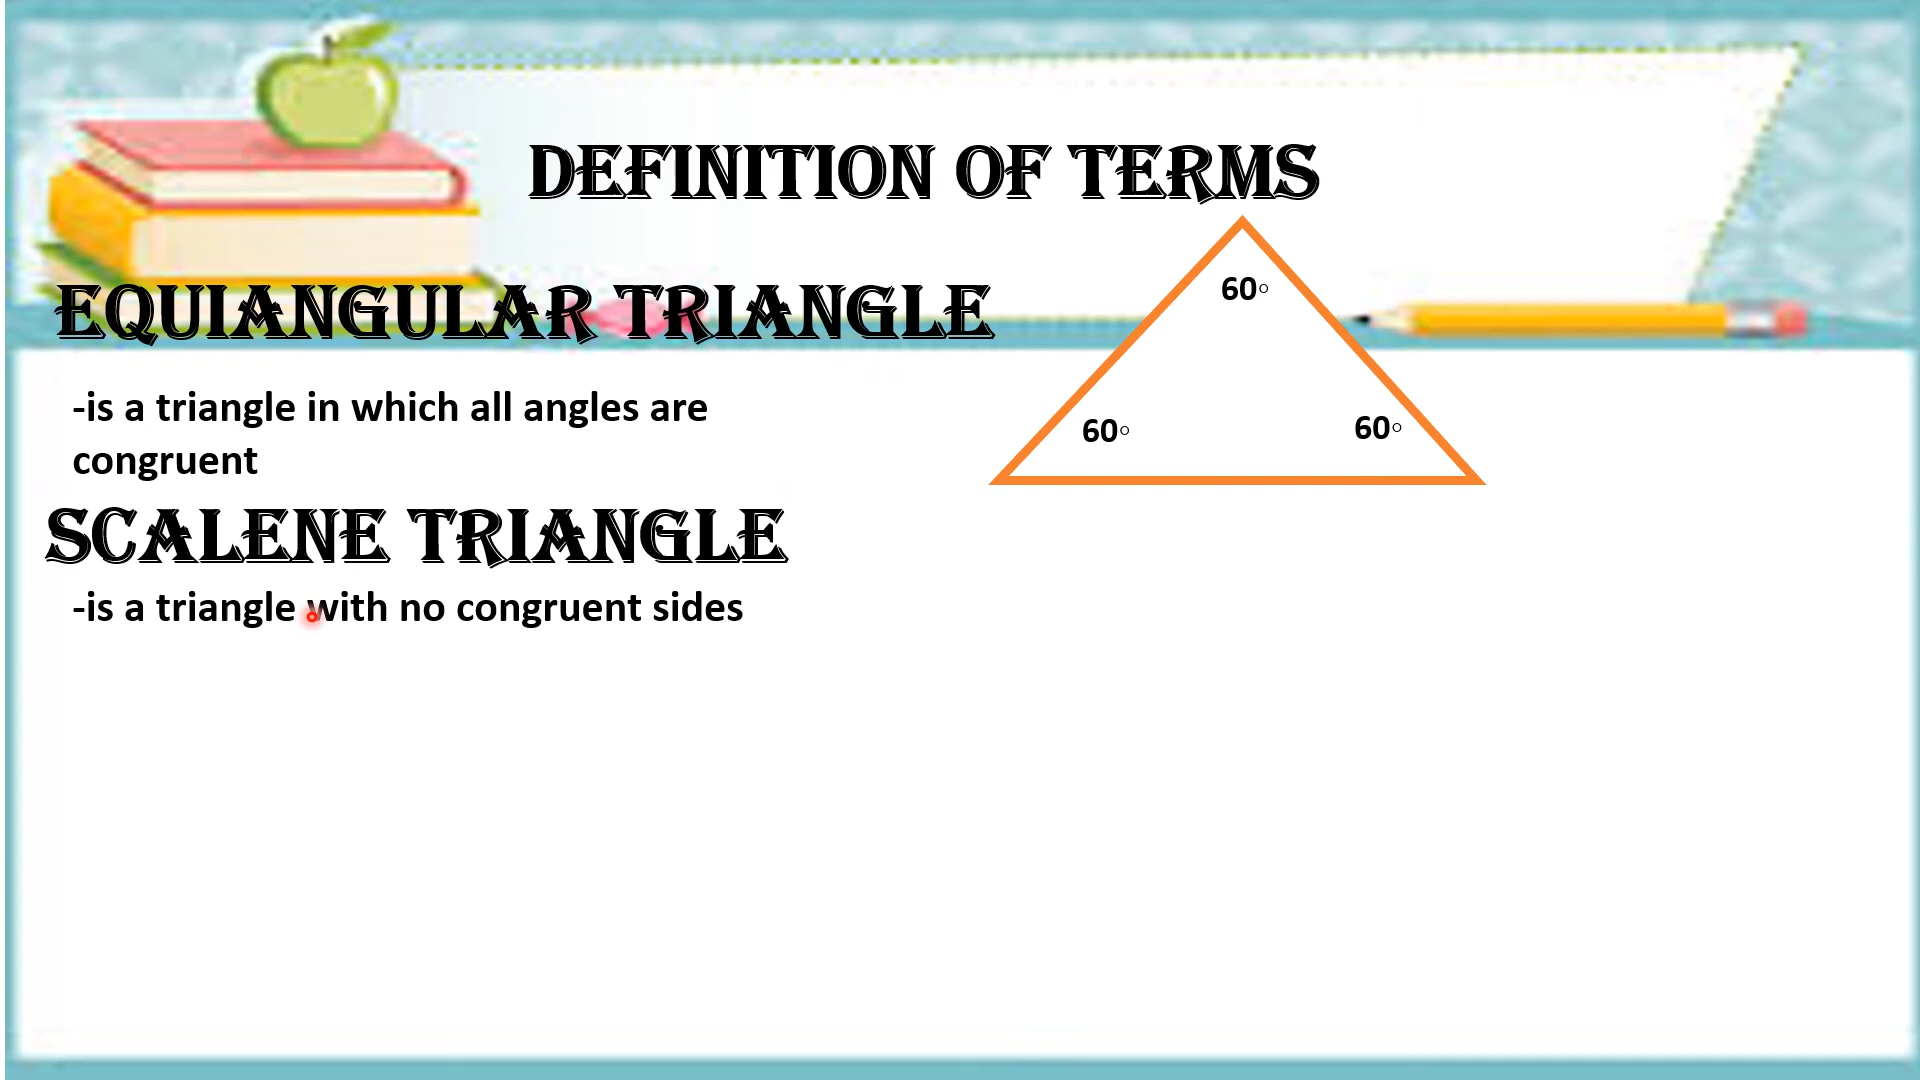 DEFINITION OF TERMS
EQUIANGULAR TRIANGLE
60◦
-is a triangle in which all angles are
congruent
60◦
60◦
SCALENE TRIANGLE
-is a triangle with no congruent sides